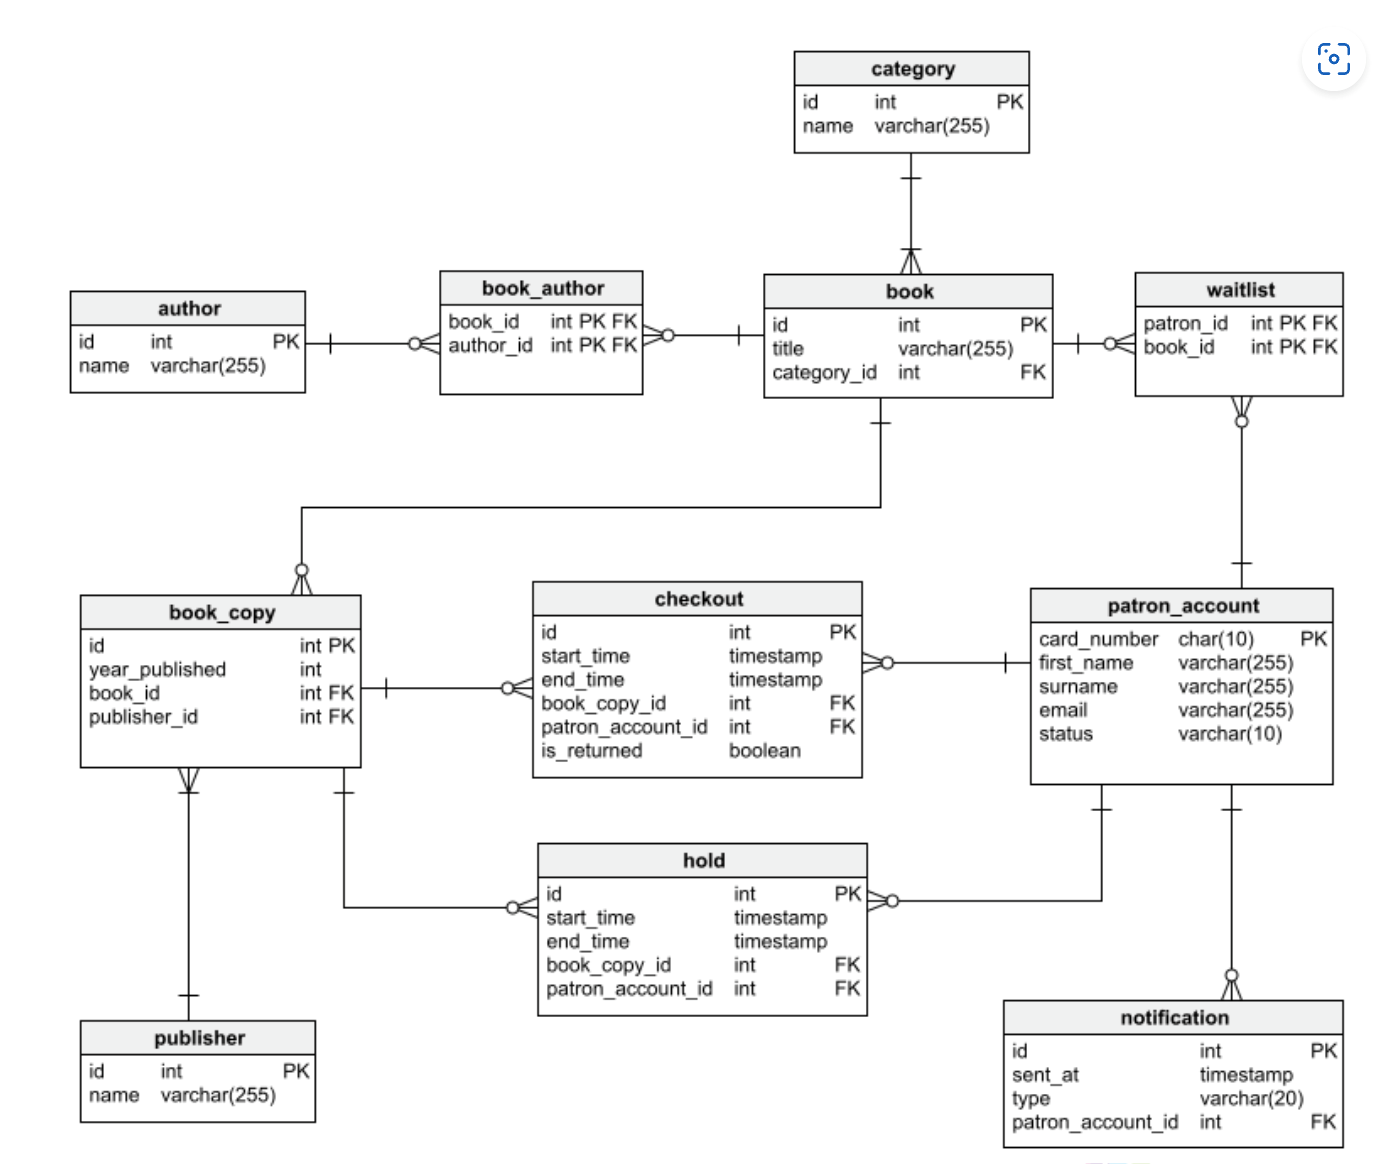 category
id int PK
name varchar(255)
author
id int PK
name varchar(255)
book_author
book_id int PK FK
author_id int PK FK
book
id int PK
title varchar(255)
category_id int FK
waitlist
patron_id int PK FK
book_id int PK FK
book_copy
id int PK
year_published int
book_id int FK
publisher_id int FK
checkout
id int PK
start_time timestamp
end_time timestamp
book_copy_id int FK
patron_account_id int FK
is_returned boolean
patron_account
card_number char(10) PK
first_name varchar(255)
surname varchar(255)
email varchar(255)
status varchar(10)
hold
id int PK
start_time timestamp
end_time timestamp
book_copy_id int FK
patron_account_id int FK
publisher
id int PK
name varchar(255)
notification
id int PK
sent_at timestamp
type varchar(20)
patron_account_id int FK